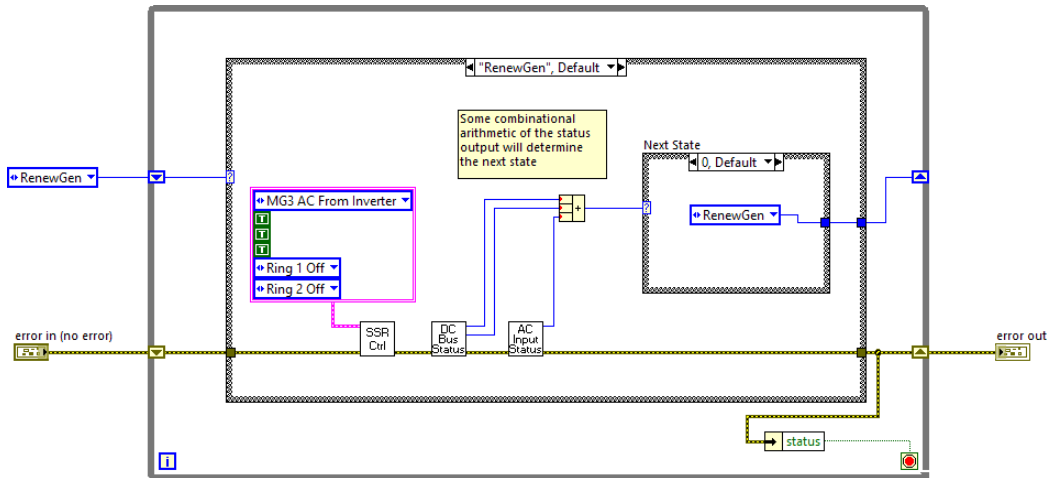 "RenewGen", Default
Some combinational
arithmetic of the status
output will determine
the next state
Next State
0, Default
RenewGen
?
MG3 AC From Inverter
?
RenewGen
T
T
T
+
Ring 1 Off
Ring 2 Off
error in (no error)
SSR
Ctrl
DC
Bus
Status
AC
Input
Status
error out
status
i